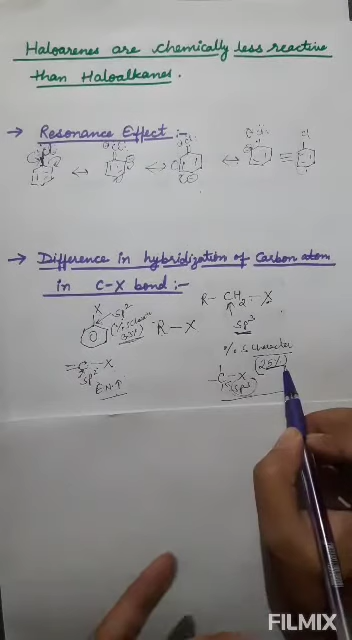 Haloarenes are chemically less reactive
than Haloalkanes.
→ Resonance Effect :-
→ Difference in hybridization of Carbon atom
in C-X bond :-
X
sp²
R-X
R- CH₂-X
sp³
=C-X
sp²
E.N↑
% S character
25%
-C-X
(sp³)
FILMIX